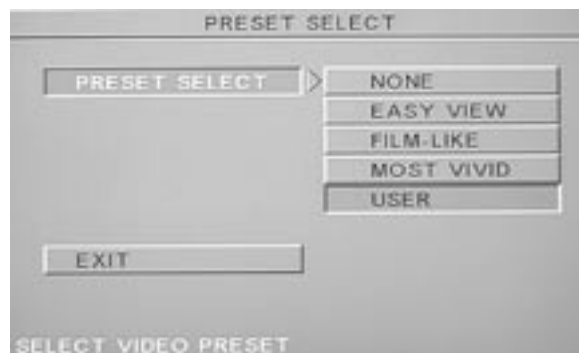 PRESET SELECT
PRESET SELECT
NONE
EASY VIEW
FILM-LIKE
MOST VIVID
USER
EXIT
SELECT VIDEO PRESET